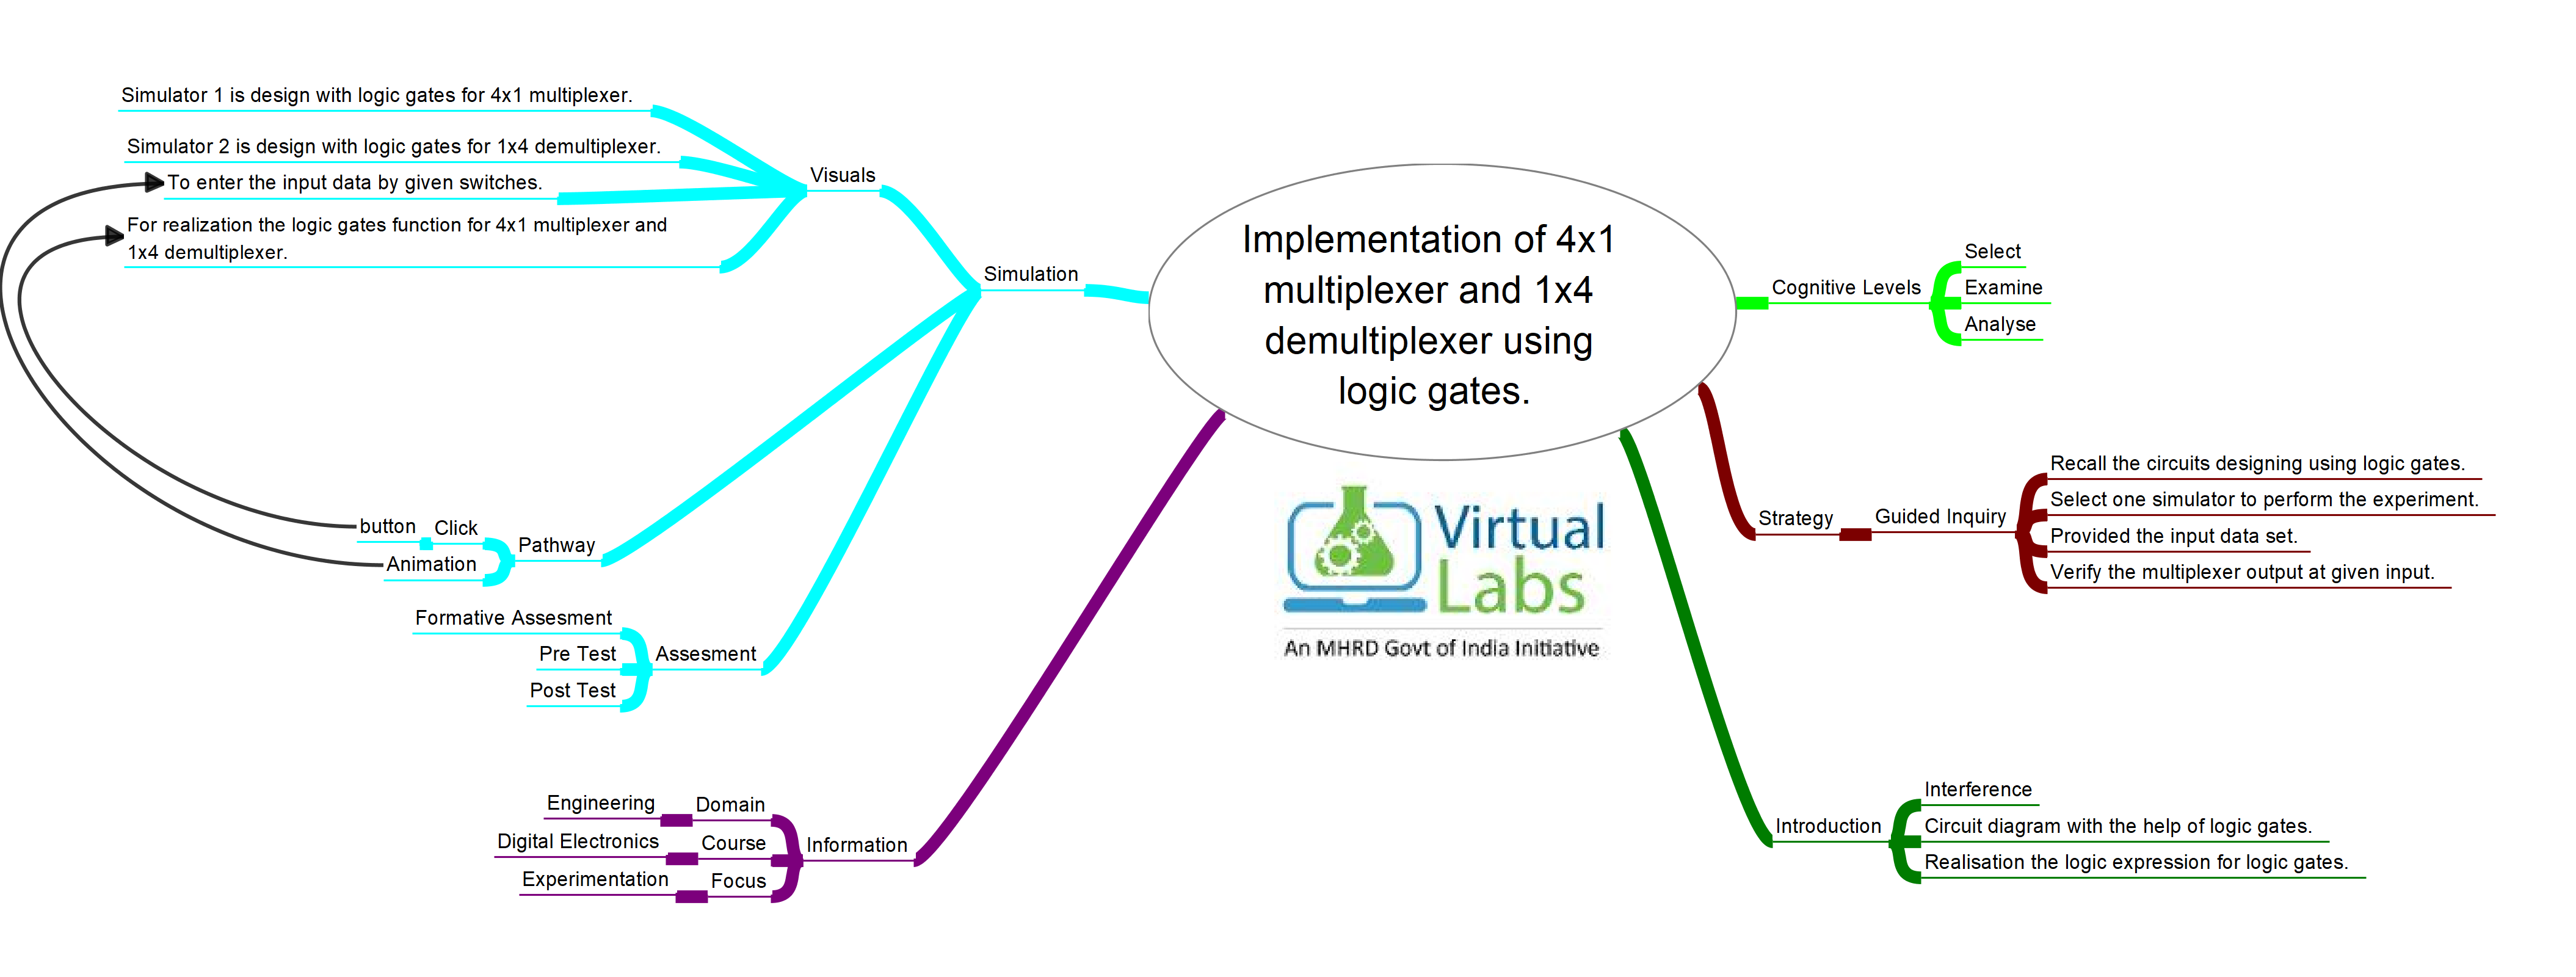 Simulator 1 is design with logic gates for 4x1 multiplexer.
Simulator 2 is design with logic gates for 1x4 demultiplexer.
To enter the input data by given switches.
For realization the logic gates function for 4x1 multiplexer and
1x4 demultiplexer.
Visuals
Simulation
button
Click
Animation
Pathway
Formative Assesment
Pre Test
Post Test
Assesment
Engineering
Domain
Digital Electronics
Course
Experimentation
Focus
Information
Implementation of 4x1
multiplexer and 1x4
demultiplexer using
logic gates.
Virtual
Labs
An MHRD Govt of India Initiative
Cognitive Levels
Select
Examine
Analyse
Strategy
Guided Inquiry
Recall the circuits designing using logic gates.
Select one simulator to perform the experiment.
Provided the input data set.
Verify the multiplexer output at given input.
Introduction
Interference
Circuit diagram with the help of logic gates.
Realisation the logic expression for logic gates.